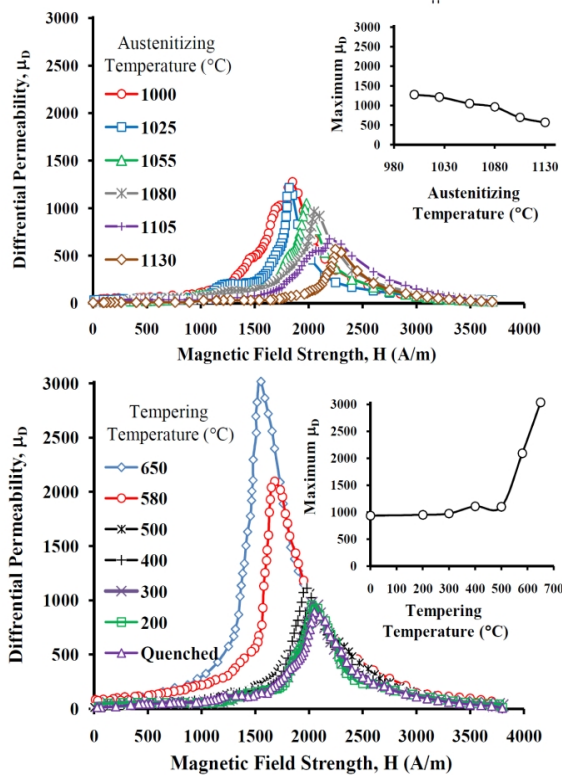 3000
2500
2000
1500
1000
500
0
Diffrential Permeability, μD
Austenitizing
Temperature (°C)
1000
1025
1055
1080
1105
1130
3000
2500
2000
1500
1000
500
0
Maximum μD
980 1030 1080 1130
Austenitizing
Temperature (°C)
0 500 1000 1500 2000 2500 3000 3500 4000
Magnetic Field Strength, H (A/m)
3000
2500
2000
1500
1000
500
0
Diffrential Permeability, μD
Tempering
Temperature (°C)
650
580
500
400
300
200
Quenched
3000
2500
2000
1500
1000
500
0
Maximum μD
0 100 200 300 400 500 600 700
Tempering
Temperature (°C)
0 500 1000 1500 2000 2500 3000 3500 4000
Magnetic Field Strength, H (A/m)